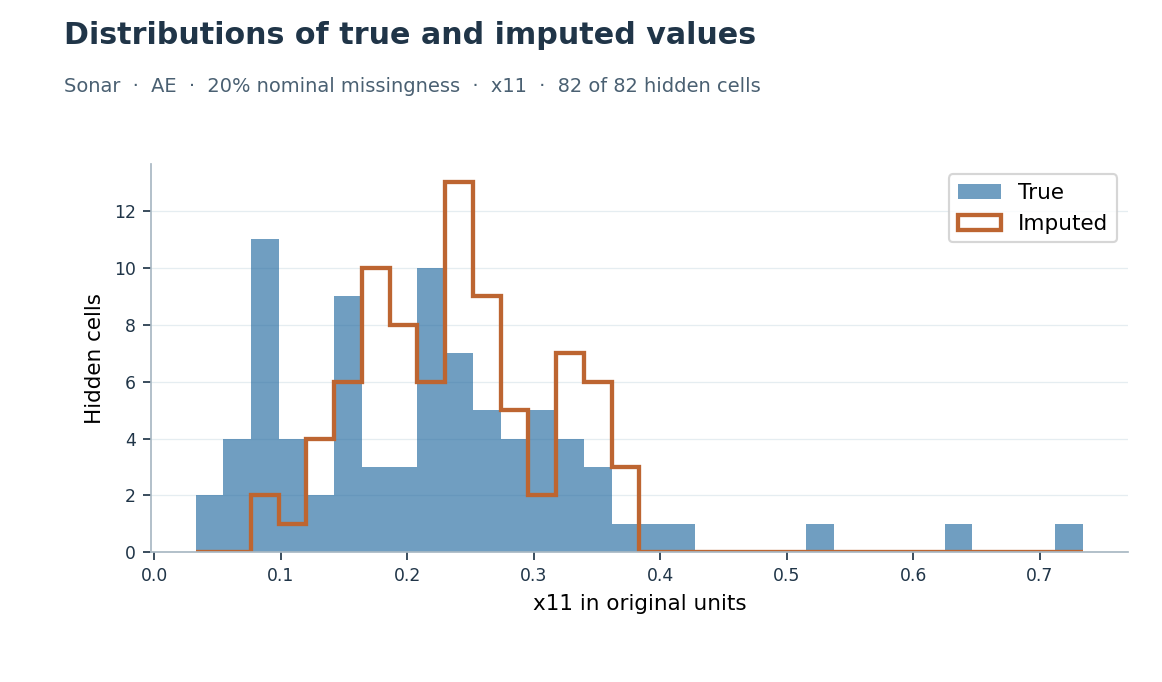 Distributions of true and imputed values
Sonar · AE · 20% nominal missingness · x11 · 82 of 82 hidden cells
True
Imputed
Hidden cells
12
10
8
6
4
2
0
0.0 0.1 0.2 0.3 0.4 0.5 0.6 0.7
x11 in original units